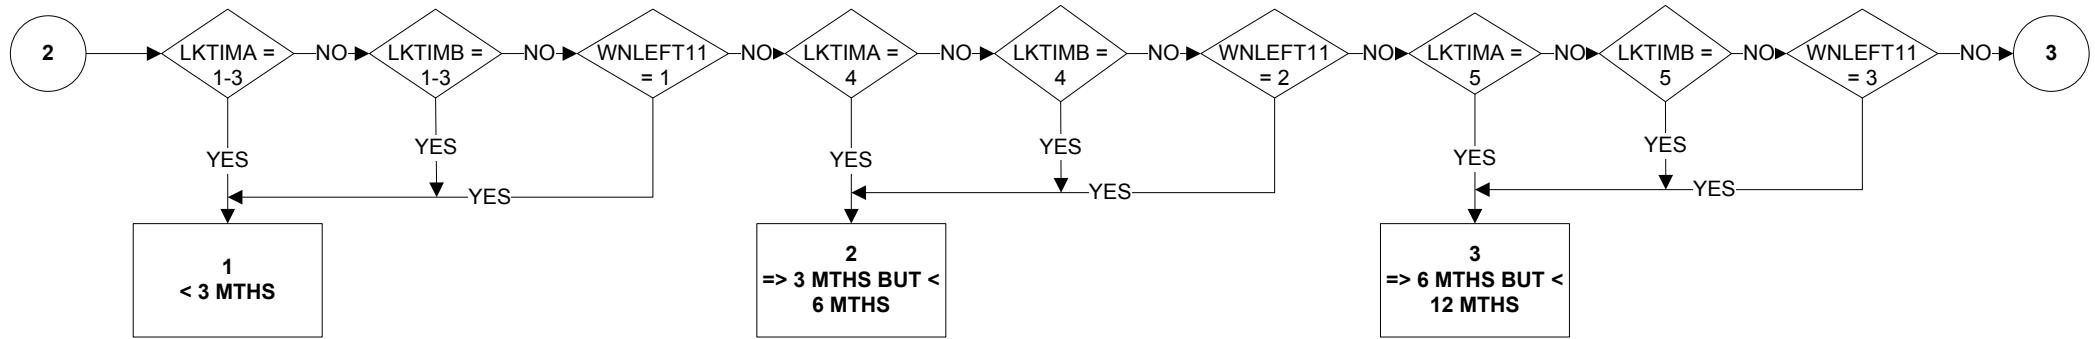 2
LKTIMA =
1-3
NO
LKTIMB =
1-3
NO
WNLEFT11
= 1
NO
LKTIMA =
4
NO
LKTIMB =
4
NO
WNLEFT11
= 2
NO
LKTIMA =
5
NO
LKTIMB =
5
NO
WNLEFT11
= 3
NO
3
YES
YES
YES
YES
YES
YES
YES
YES
YES
1
< 3 MTHS
2
=> 3 MTHS BUT <
6 MTHS
3
=> 6 MTHS BUT <
12 MTHS